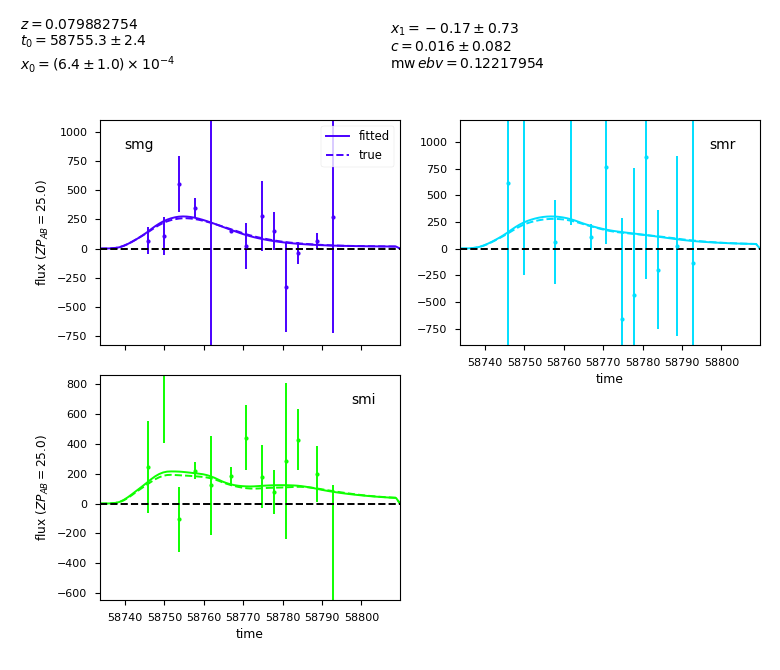 z = 0.079882754
t₀ = 58755.3 ± 2.4
x₀ = (6.4 ± 1.0) × 10⁻⁴
x₁ = −0.17 ± 0.73
c = 0.016 ± 0.082
mw ebv = 0.12217954
smg
fitted
true
1000
750
500
250
0
−250
−500
−750
flux (ZP_AB = 25.0)
smr
1000
750
500
250
0
−250
−500
−750
58740 58750 58760 58770 58780 58790 58800
time
smi
800
600
400
200
0
−200
−400
−600
flux (ZP_AB = 25.0)
58740 58750 58760 58770 58780 58790 58800
time